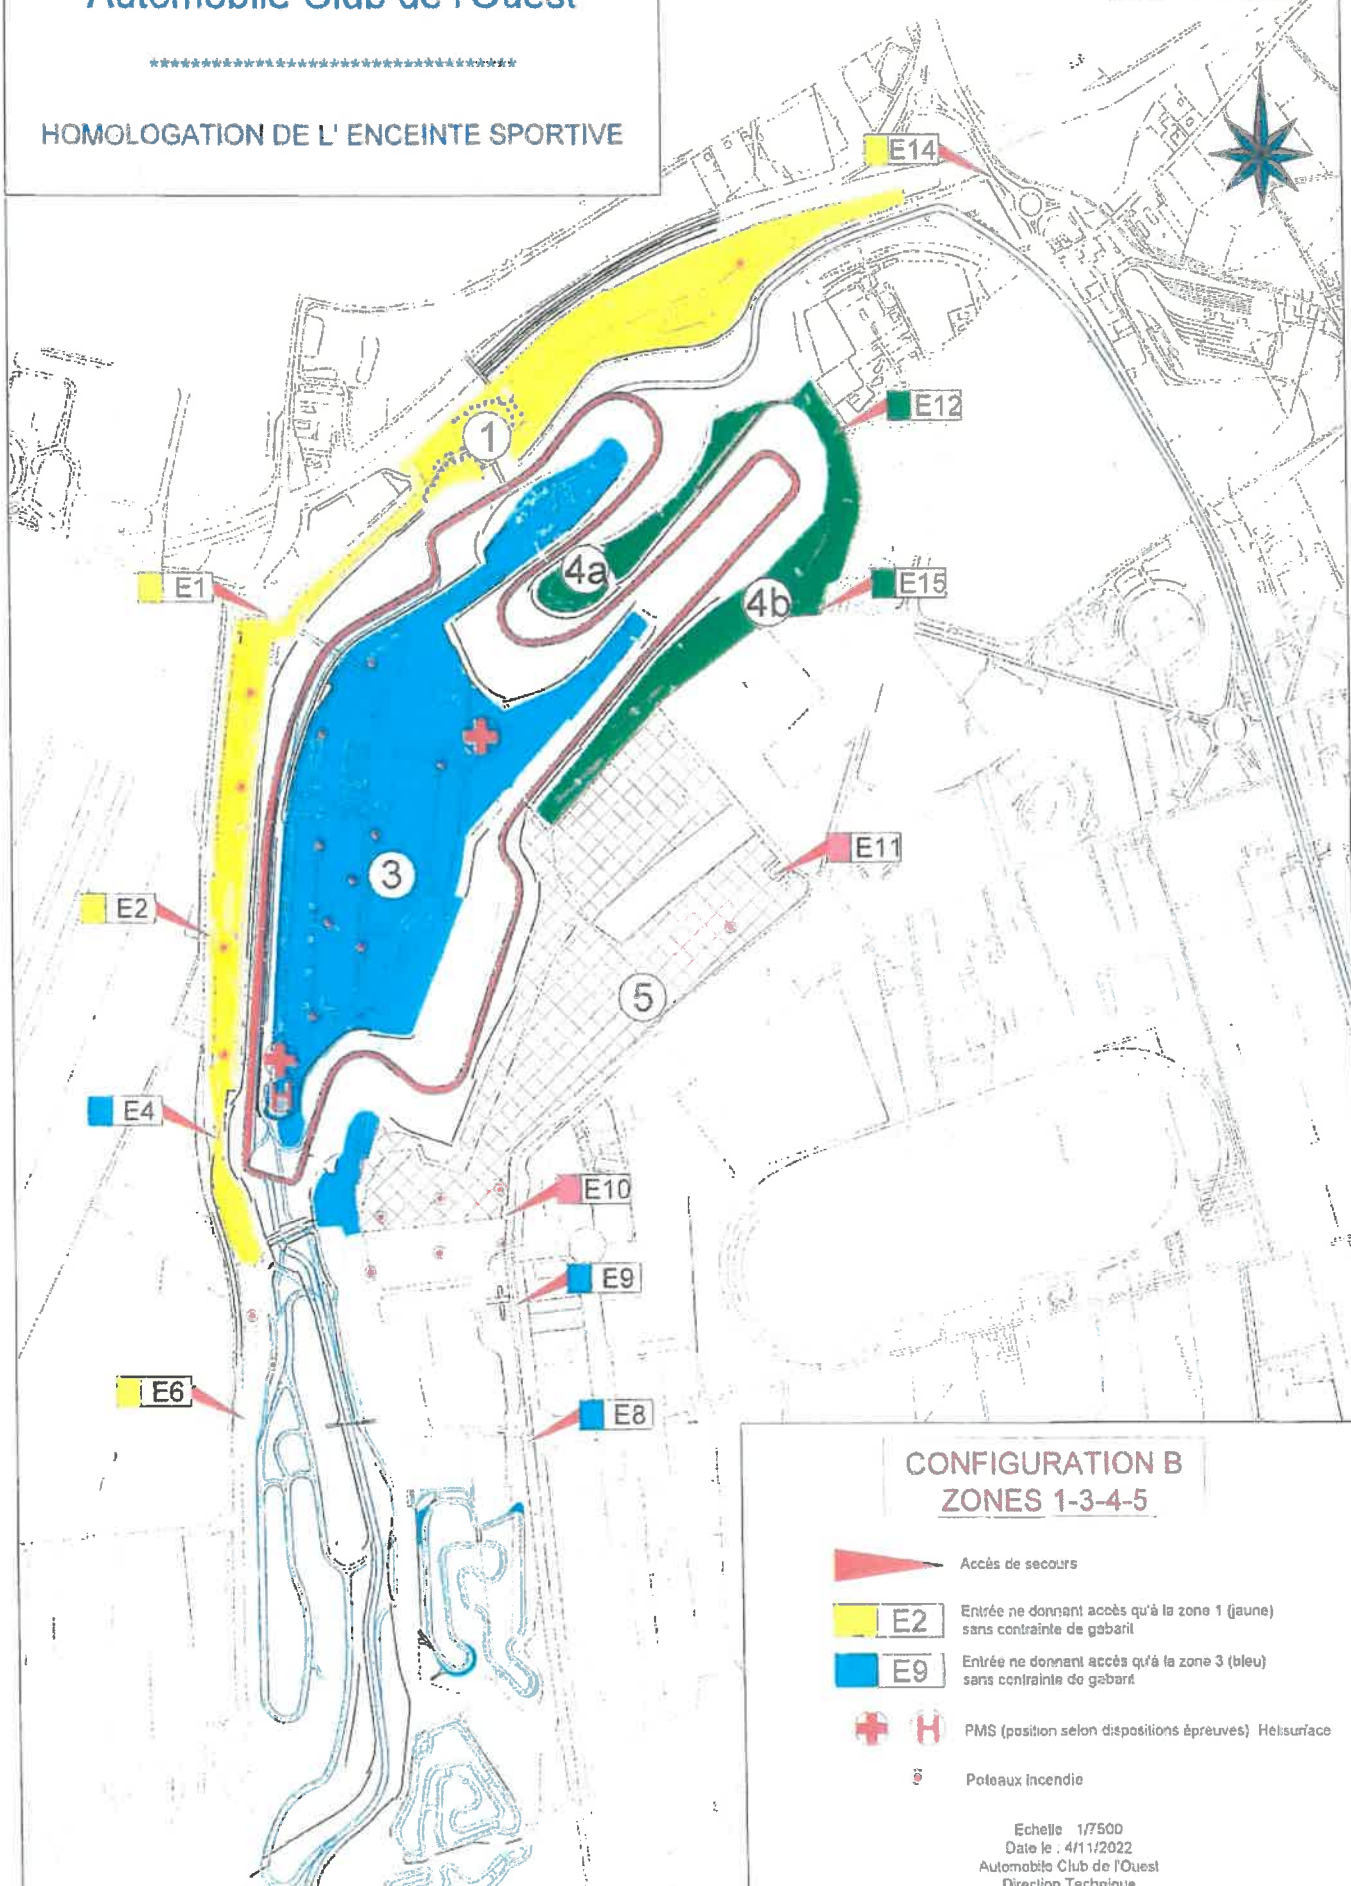 Automobile Club de l'Ouest
***********************************
HOMOLOGATION DE L' ENCEINTE SPORTIVE
E14
E12
1
4a
E1
E15
4b
3
E11
E2
5
E4
H
E10
E9
E6
E8
CONFIGURATION B
ZONES 1-3-4-5
Accès de secours
E2
Entrée ne donnant accès qu'à la zone 1 (jaune)
sans contrainte de gabarit
E9
Entrée ne donnant accès qu'à la zone 3 (bleu)
sans contrainte de gabarit
H
PMS (position selon dispositions épreuves) Helisurface
Poteaux Incendie
Echelle 1/7500
Date le : 4/11/2022
Automobile Club de l'Ouest
Direction Technique